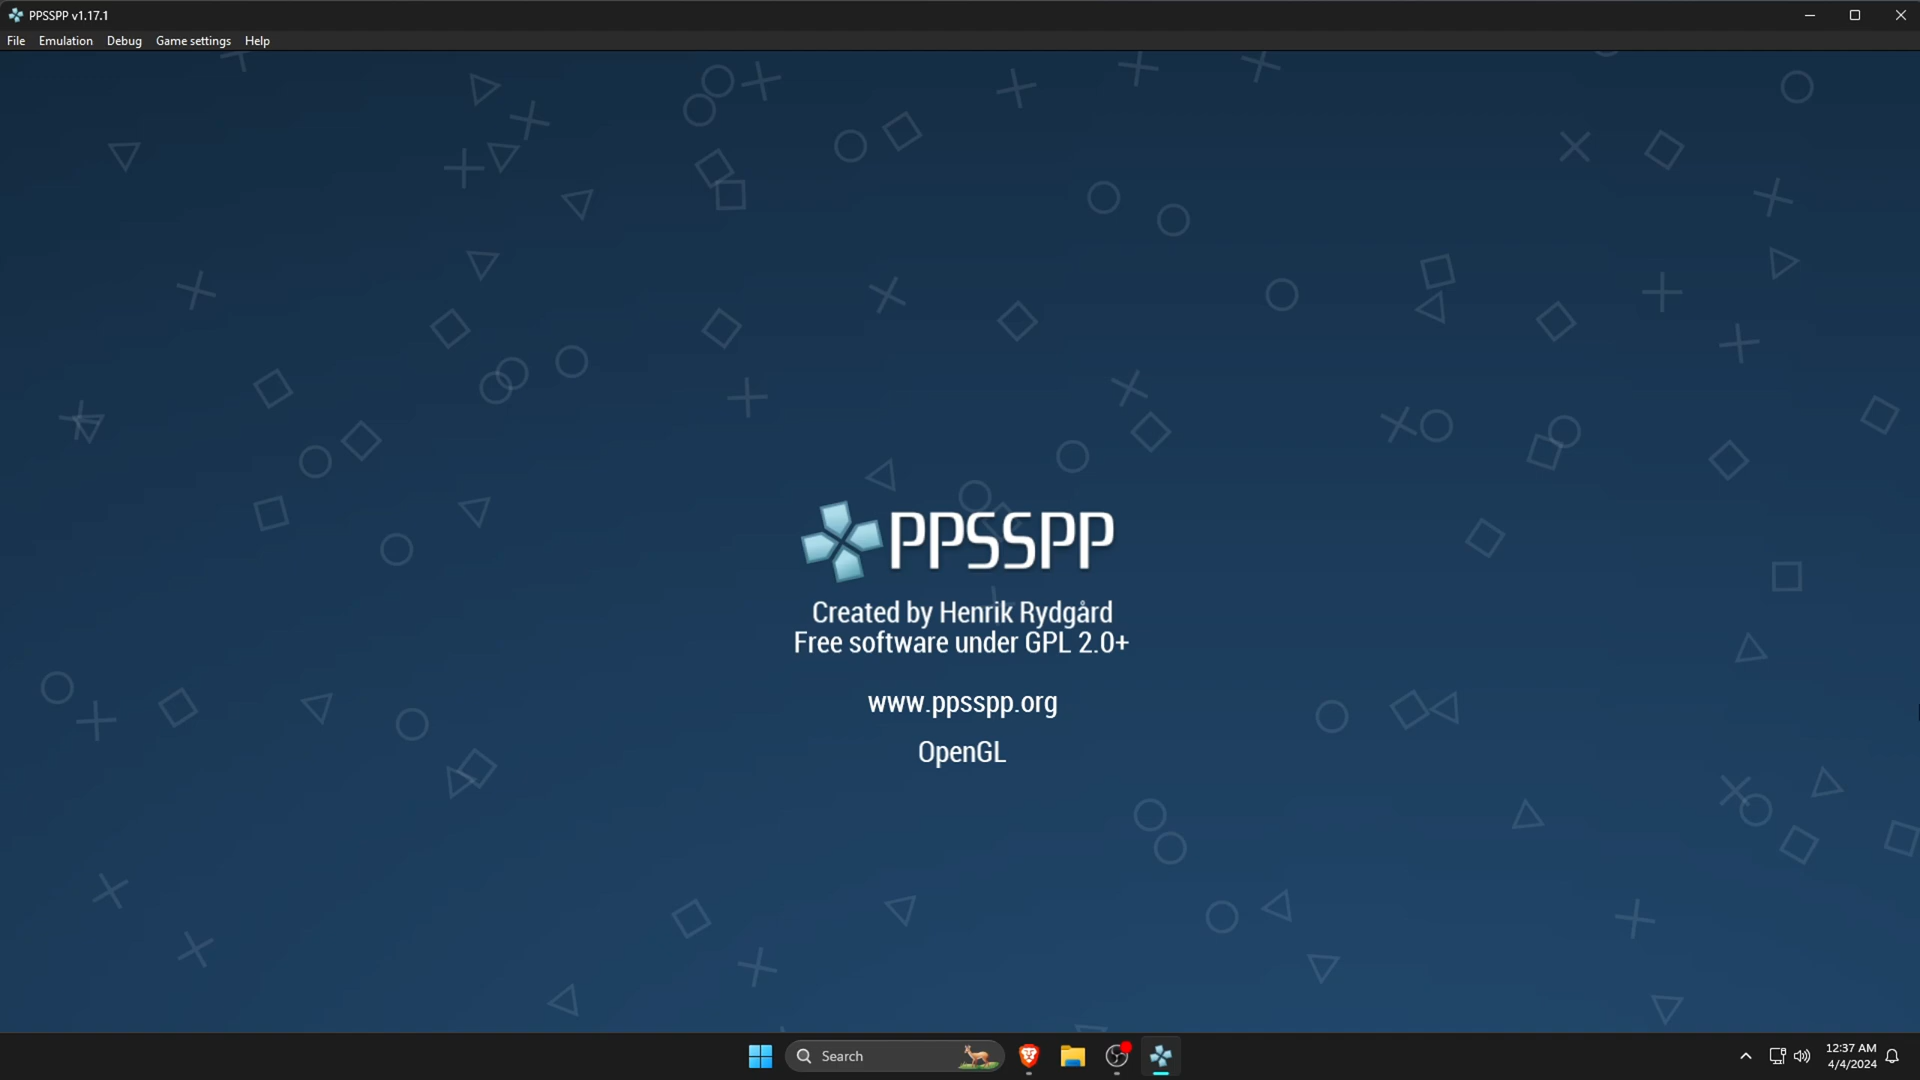 PPSSPP v1.17.1
File Emulation Debug Game settings Help
PPSSPP
Created by Henrik Rydgård
Free software under GPL 2.0+
www.ppsspp.org
OpenGL
Search
12:37 AM
4/4/2024